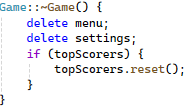 Game::~Game() {
    delete menu;
    delete settings;
    if (topScorers) {
        topScorers.reset();
    }
}